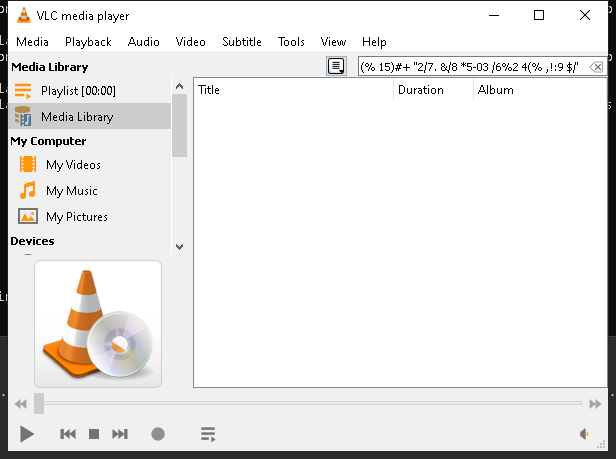 VLC media player
Media Playback Audio Video Subtitle Tools View Help
Media Library
(% 15)#+ "2/7. &/8 *5-03 /6%2 4(% ,!:9 $/"
Playlist [00:00]
Title Duration Album
Media Library
My Computer
My Videos
My Music
My Pictures
Devices